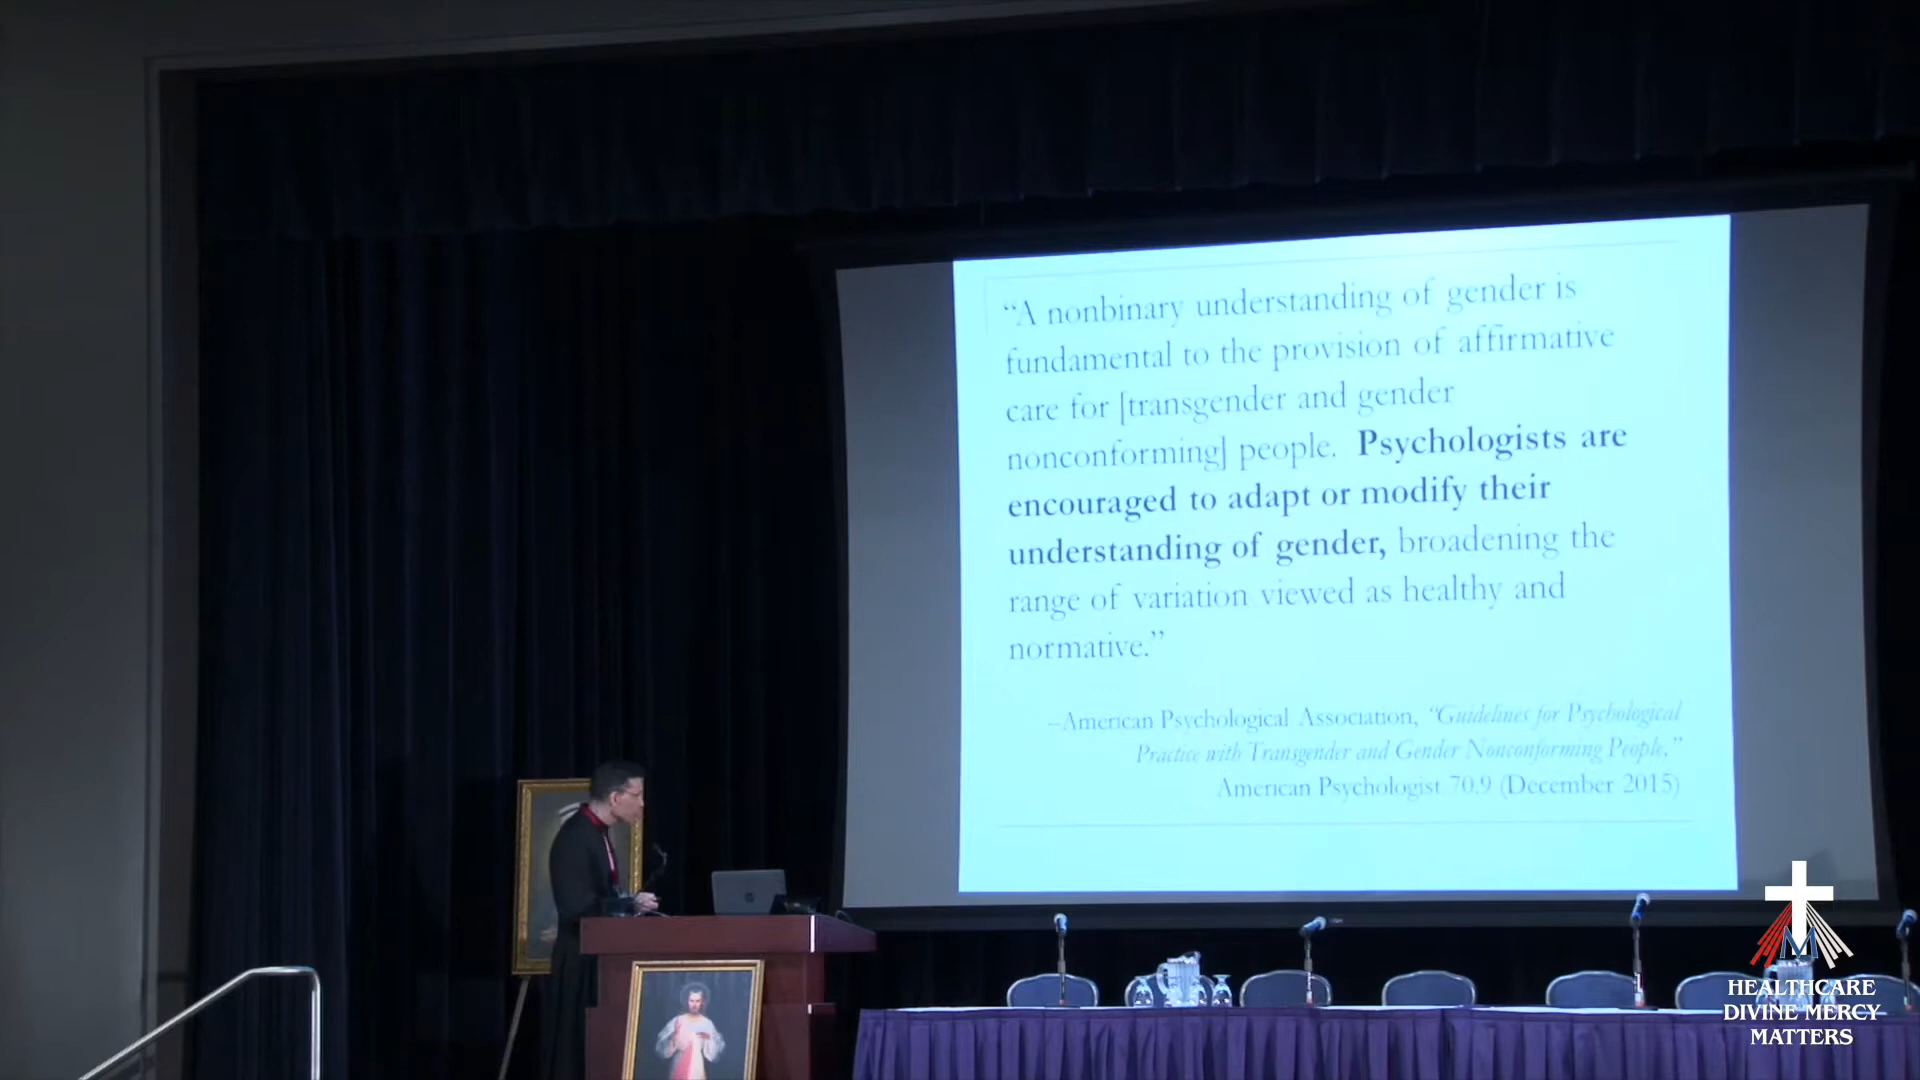 “A nonbinary understanding of gender is
fundamental to the provision of affirmative
care for [transgender and gender
nonconforming] people. Psychologists are
encouraged to adapt or modify their
understanding of gender, broadening the
range of variation viewed as healthy and
normative.”
–American Psychological Association, “Guidelines for Psychological
Practice with Transgender and Gender Nonconforming People,”
American Psychologist 70.9 (December 2015)
M
HEALTHCARE
DIVINE MERCY
MATTERS